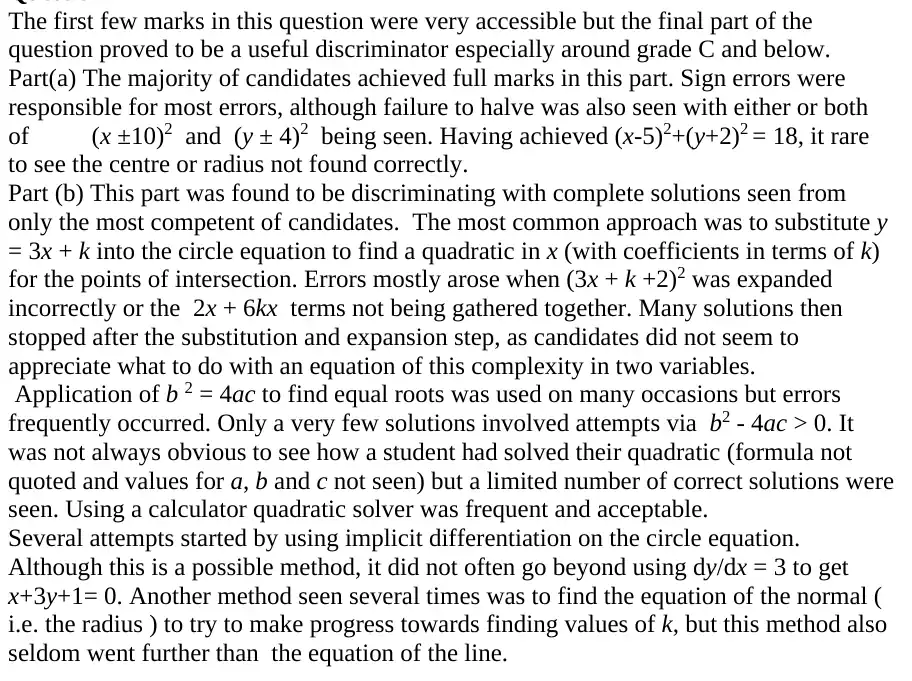 The first few marks in this question were very accessible but the final part of the
question proved to be a useful discriminator especially around grade C and below.
Part(a) The majority of candidates achieved full marks in this part. Sign errors were
responsible for most errors, although failure to halve was also seen with either or both
of (x ±10)² and (y ± 4)² being seen. Having achieved (x-5)²+(y+2)² = 18, it rare
to see the centre or radius not found correctly.
Part (b) This part was found to be discriminating with complete solutions seen from
only the most competent of candidates. The most common approach was to substitute y
= 3x + k into the circle equation to find a quadratic in x (with coefficients in terms of k)
for the points of intersection. Errors mostly arose when (3x + k +2)² was expanded
incorrectly or the 2x + 6kx terms not being gathered together. Many solutions then
stopped after the substitution and expansion step, as candidates did not seem to
appreciate what to do with an equation of this complexity in two variables.
Application of b ² = 4ac to find equal roots was used on many occasions but errors
frequently occurred. Only a very few solutions involved attempts via b² - 4ac > 0. It
was not always obvious to see how a student had solved their quadratic (formula not
quoted and values for a, b and c not seen) but a limited number of correct solutions were
seen. Using a calculator quadratic solver was frequent and acceptable.
Several attempts started by using implicit differentiation on the circle equation.
Although this is a possible method, it did not often go beyond using dy/dx = 3 to get
x+3y+1= 0. Another method seen several times was to find the equation of the normal (
i.e. the radius ) to try to make progress towards finding values of k, but this method also
seldom went further than the equation of the line.